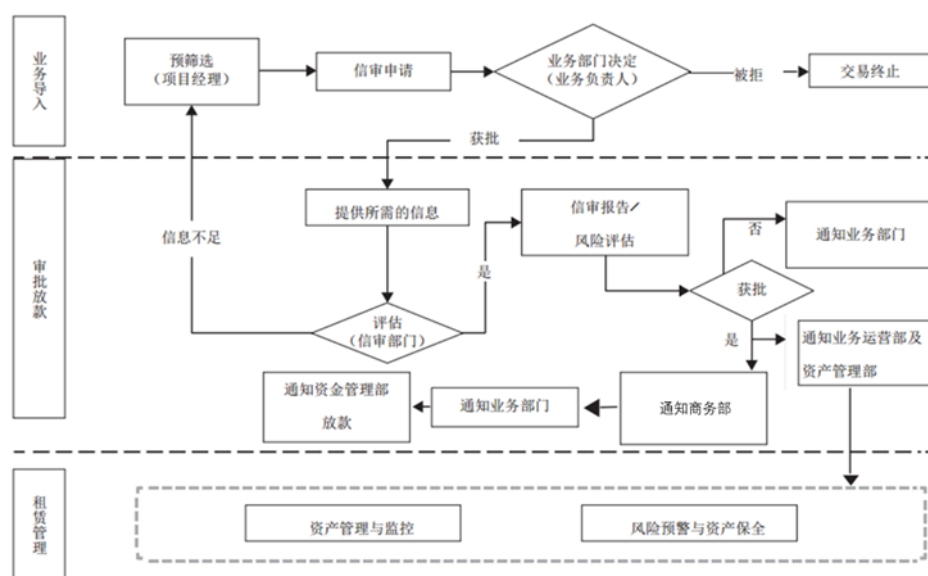 业务导入
预筛选
（项目经理）
信审申请
业务部门决定
（业务负责人）
被拒
交易终止
获批
审批放款
提供所需的信息
信息不足
评估
（信审部门）
是
信审报告/
风险评估
获批
否
通知业务部门
是
通知业务运营部及
资产管理部
通知商务部
通知业务部门
通知资金管理部
放款
租赁管理
资产管理与监控
风险预警与资产保全